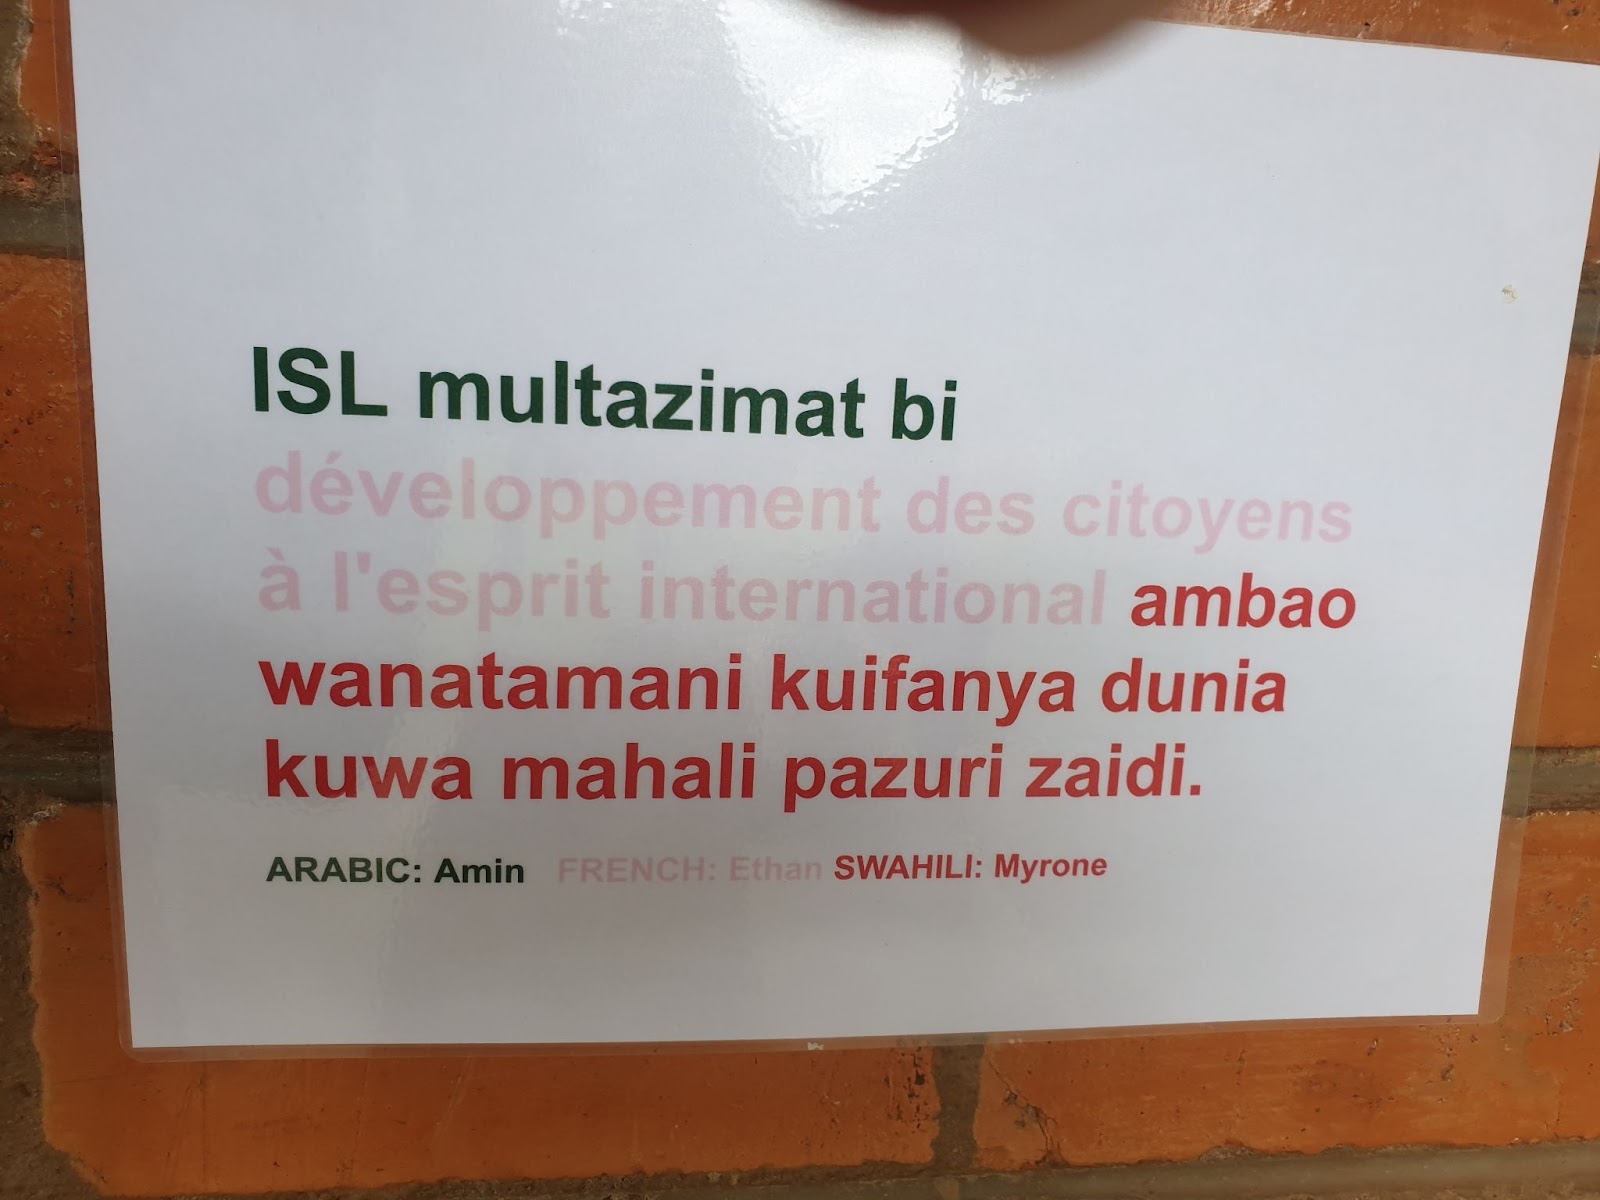 ISL multazimat bi
développement des citoyens
à l'esprit international ambao
wanatamani kuifanya dunia
kuwa mahali pazuri zaidi.
ARABIC: Amin FRENCH: Ethan SWAHILI: Myrone